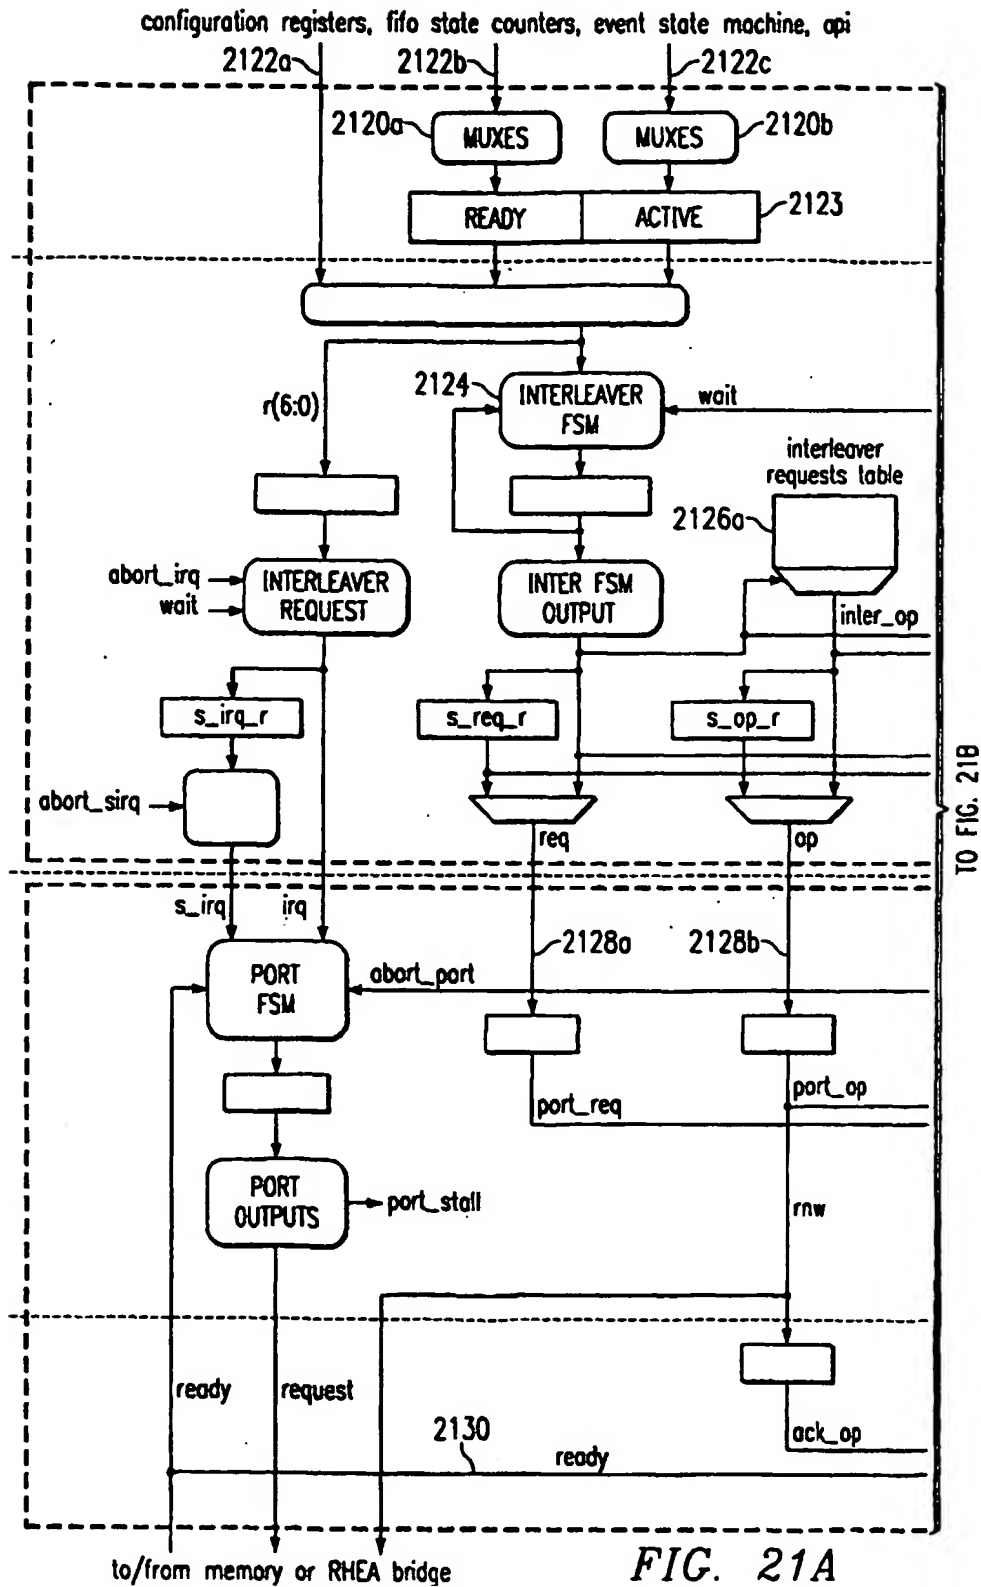 configuration registers, fifo state counters, event state machine, api
2122a
2122b
2122c
2120a
MUXES
MUXES
2120b
READY
ACTIVE
2123
r(6:0)
2124
INTERLEAVER
FSM
wait
interleaver
requests table
2126a
abort_irq
wait
INTERLEAVER
REQUEST
INTER FSM
OUTPUT
inter_op
s_irq_r
s_req_r
s_op_r
abort_sirq
req
op
TO FIG. 21B
s_irq
irq
2128a
2128b
PORT
FSM
abort_port
port_op
port_req
PORT
OUTPUTS
port_stall
rnw
ready
request
2130
ready
ack_op
to/from memory or RHEA bridge
FIG. 21A